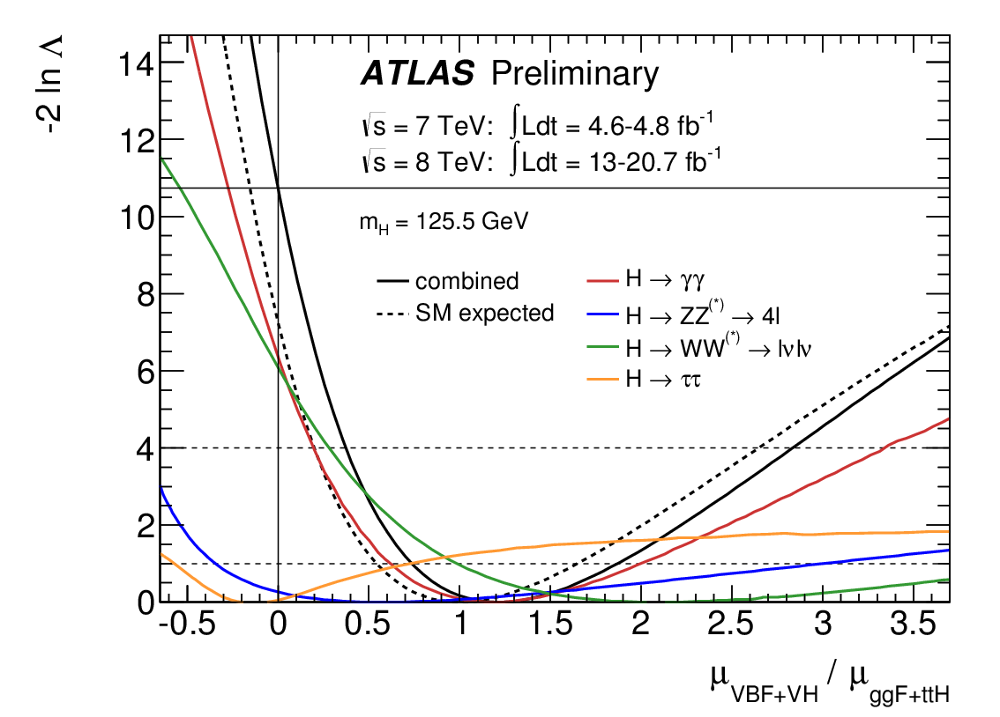 -2 ln Λ
14
12
10
8
6
4
2
0
ATLAS Preliminary
√s = 7 TeV: ∫Ldt = 4.6-4.8 fb-1
√s = 8 TeV: ∫Ldt = 13-20.7 fb-1
mH = 125.5 GeV
combined
SM expected
H → γγ
H → ZZ(*) → 4l
H → WW(*) → lνlν
H → ττ
-0.5 0 0.5 1 1.5 2 2.5 3 3.5
μVBF+VH / μggF+ttH